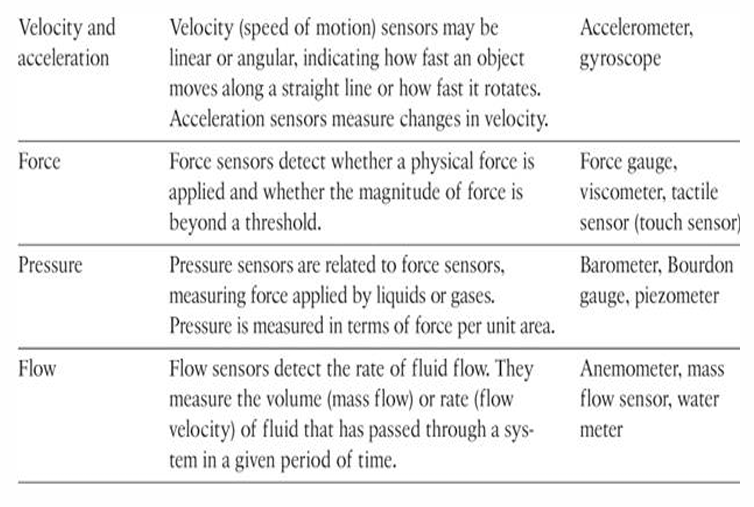 Velocity and
acceleration
Velocity (speed of motion) sensors may be
linear or angular, indicating how fast an object
moves along a straight line or how fast it rotates.
Acceleration sensors measure changes in velocity.
Accelerometer,
gyroscope
Force
Force sensors detect whether a physical force is
applied and whether the magnitude of force is
beyond a threshold.
Force gauge,
viscometer, tactile
sensor (touch sensor)
Pressure
Pressure sensors are related to force sensors,
measuring force applied by liquids or gases.
Pressure is measured in terms of force per unit area.
Barometer, Bourdon
gauge, piezometer
Flow
Flow sensors detect the rate of fluid flow. They
measure the volume (mass flow) or rate (flow
velocity) of fluid that has passed through a sys-
tem in a given period of time.
Anemometer, mass
flow sensor, water
meter